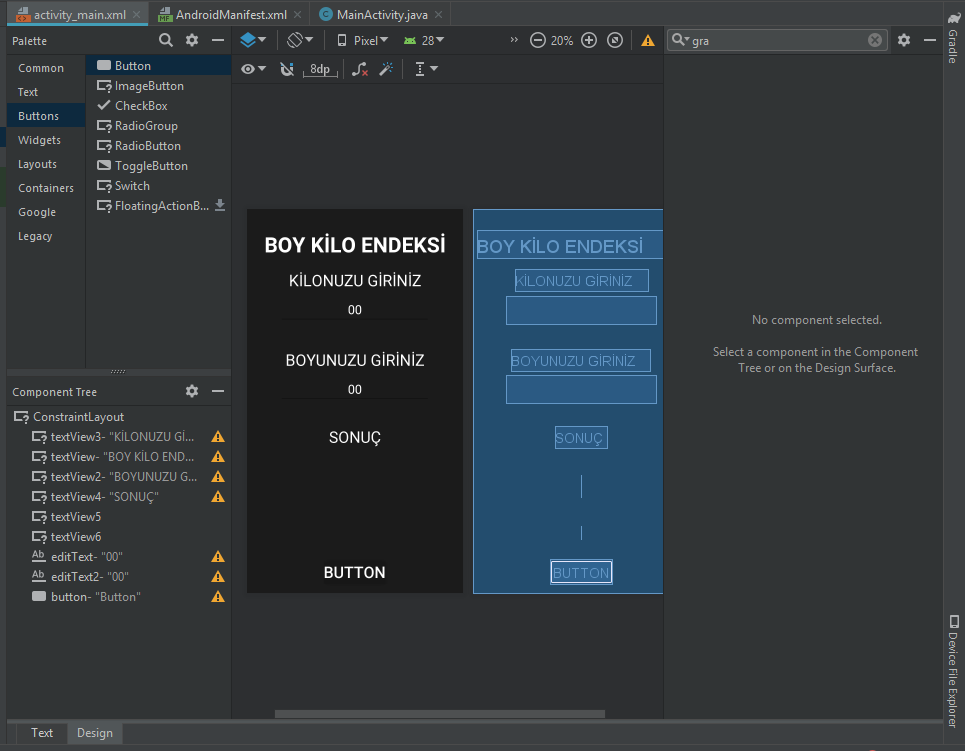 activity_main.xml
AndroidManifest.xml
MainActivity.java
Palette
Pixel
28
20%
gra
8dp
Common
Text
Buttons
Widgets
Layouts
Containers
Google
Legacy
Button
ImageButton
CheckBox
RadioGroup
RadioButton
ToggleButton
Switch
FloatingActionB...
Component Tree
ConstraintLayout
textView3- "KİLONUZU Gİ...
textView- "BOY KİLO END...
textView2- "BOYUNUZU G...
textView4- "SONUÇ"
textView5
textView6
Ab editText- "00"
Ab editText2- "00"
button- "Button"
BOY KİLO ENDEKSİ
KİLONUZU GİRİNİZ
00
BOYUNUZU GİRİNİZ
00
SONUÇ
BUTTON
BOY KİLO ENDEKSİ
KİLONUZU GİRİNİZ
BOYUNUZU GİRİNİZ
SONUÇ
BUTTON
No component selected.
Select a component in the Component
Tree or on the Design Surface.
Gradle
Device File Explorer
Text
Design